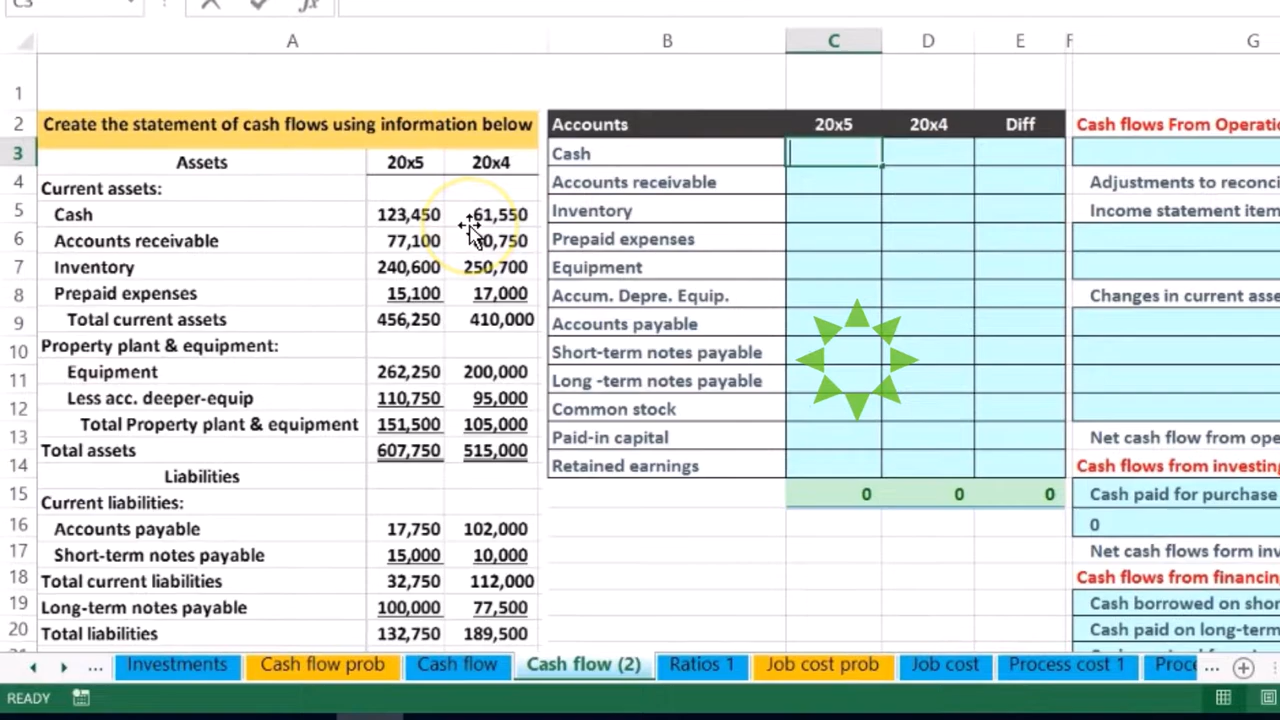 C3
A B C D E F G
1
2 Create the statement of cash flows using information below Accounts 20x5 20x4 Diff Cash flows From Operati
3 Assets 20x5 20x4 Cash
4 Current assets: Accounts receivable Adjustments to reconci
5 Cash 123,450 61,550 Inventory Income statement item
6 Accounts receivable 77,100 0,750 Prepaid expenses
7 Inventory 240,600 250,700 Equipment
8 Prepaid expenses 15,100 17,000 Accum. Depre. Equip. Changes in current asse
9 Total current assets 456,250 410,000 Accounts payable
10 Property plant & equipment: Short-term notes payable
11 Equipment 262,250 200,000 Long -term notes payable
12 Less acc. deeper-equip 110,750 95,000 Common stock
13 Total Property plant & equipment 151,500 105,000 Paid-in capital Net cash flow from ope
14 Total assets 607,750 515,000 Retained earnings Cash flows from investing
Liabilities
15 Current liabilities: 0 0 0 Cash paid for purchase
16 Accounts payable 17,750 102,000 0
17 Short-term notes payable 15,000 10,000 Net cash flows form inv
18 Total current liabilities 32,750 112,000 Cash flows from financin
19 Long-term notes payable 100,000 77,500 Cash borrowed on shor
20 Total liabilities 132,750 189,500 Cash paid on long-term
... Investments Cash flow prob Cash flow Cash flow (2) Ratios 1 Job cost prob Job cost Process cost 1 Proce ...
READY